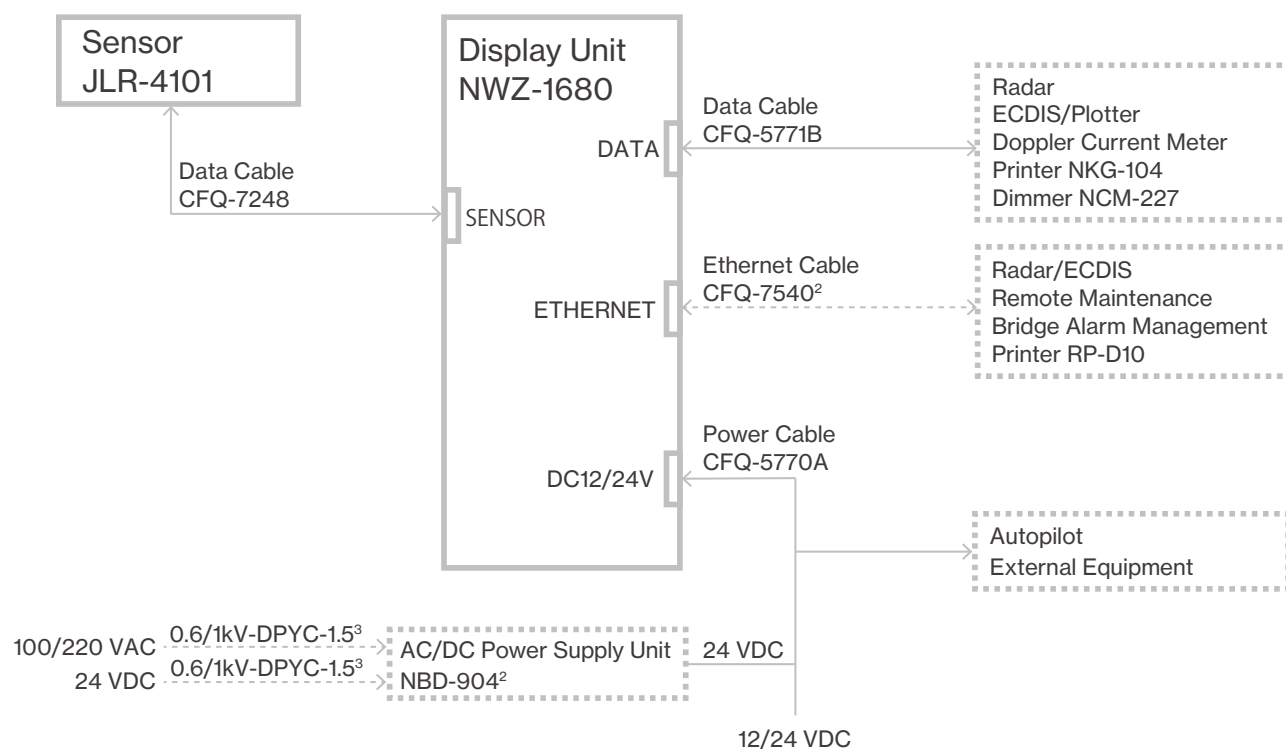 Sensor
JLR-4101
Data Cable
CFQ-7248
Display Unit
NWZ-1680
DATA
SENSOR
ETHERNET
DC12/24V
Data Cable
CFQ-5771B
Radar
ECDIS/Plotter
Doppler Current Meter
Printer NKG-104
Dimmer NCM-227
Ethernet Cable
CFQ-7540²
Radar/ECDIS
Remote Maintenance
Bridge Alarm Management
Printer RP-D10
Power Cable
CFQ-5770A
Autopilot
External Equipment
100/220 VAC
0.6/1kV-DPYC-1.5³
24 VDC
0.6/1kV-DPYC-1.5³
AC/DC Power Supply Unit
NBD-904²
24 VDC
12/24 VDC